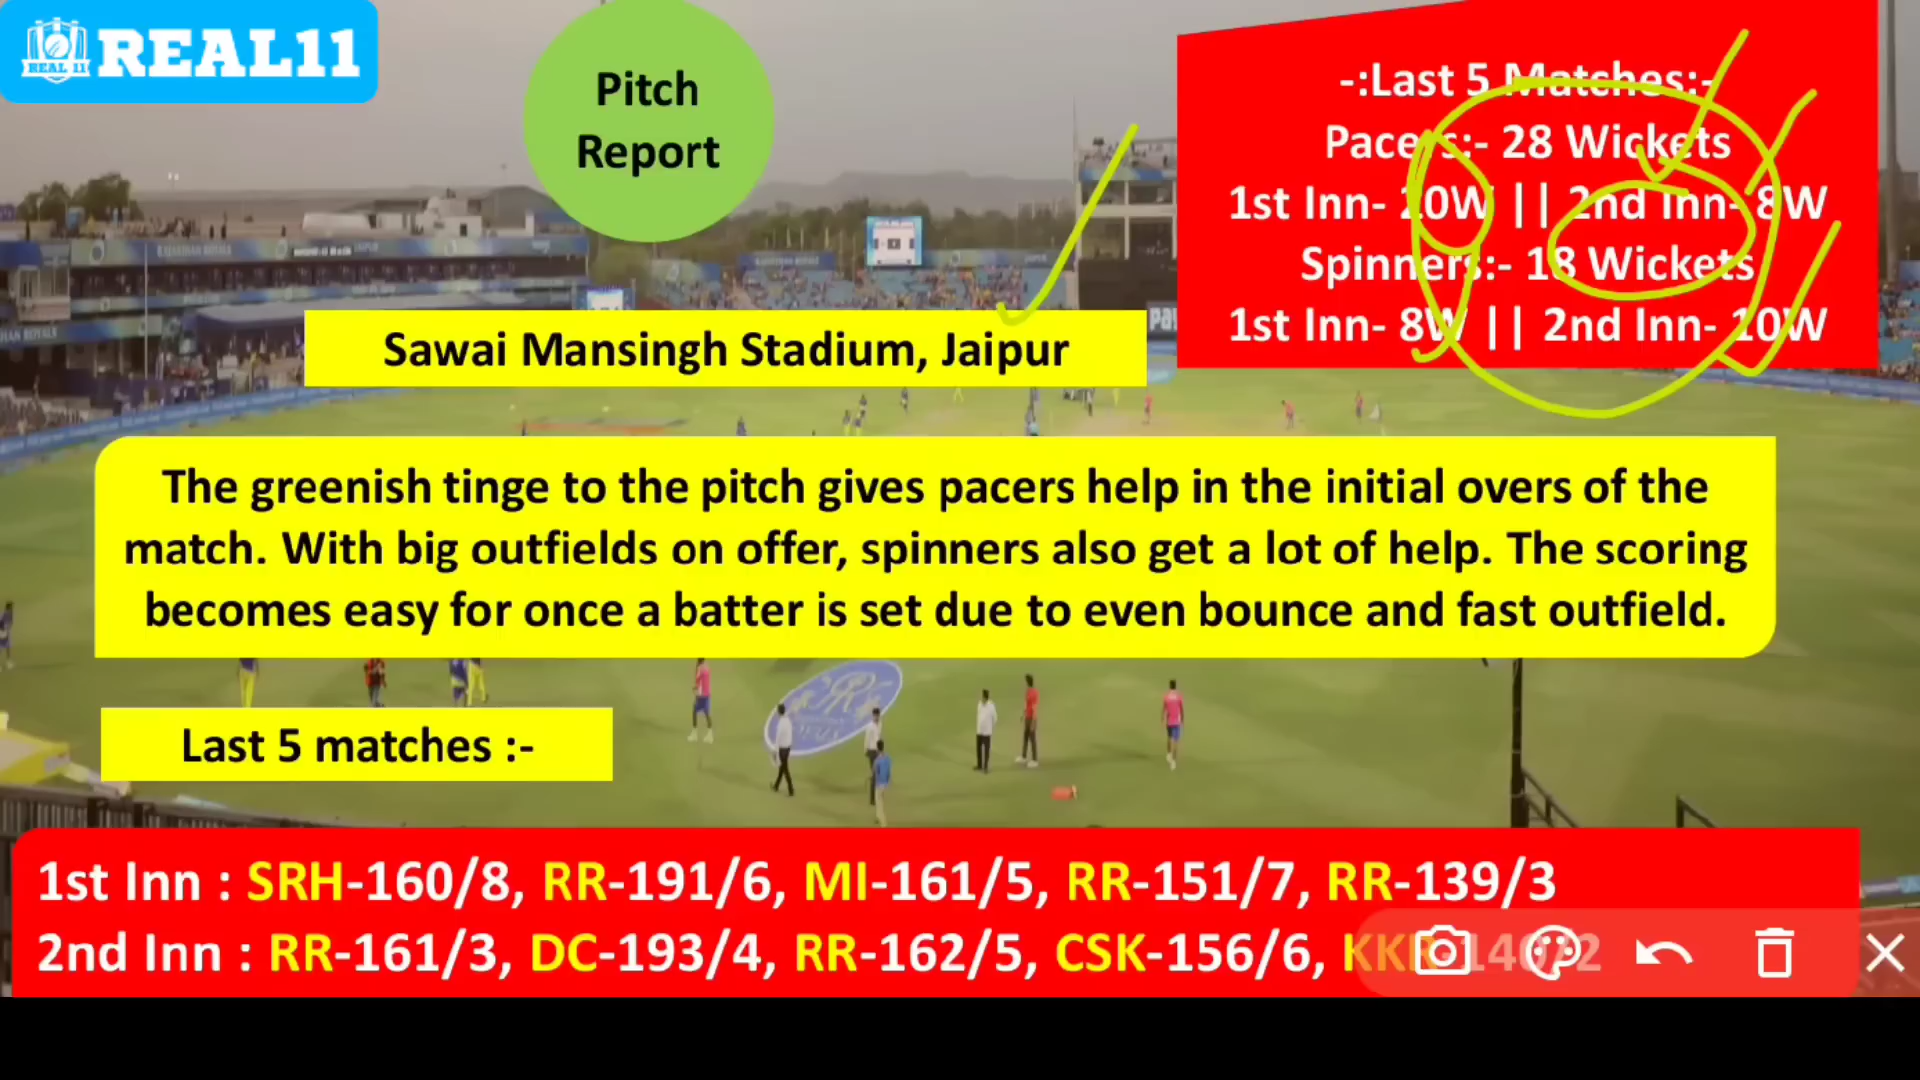 REAL11
REAL 11
Pitch
Report
-:Last 5 Matches:-
Pacers:- 28 Wickets
1st Inn- 20W || 2nd Inn- 8W
Spinners:- 18 Wickets
1st Inn- 8W || 2nd Inn- 10W
Sawai Mansingh Stadium, Jaipur
The greenish tinge to the pitch gives pacers help in the initial overs of the
match. With big outfields on offer, spinners also get a lot of help. The scoring
becomes easy for once a batter is set due to even bounce and fast outfield.
Last 5 matches :-
1st Inn : SRH-160/8, RR-191/6, MI-161/5, RR-151/7, RR-139/3
2nd Inn : RR-161/3, DC-193/4, RR-162/5, CSK-156/6, KKR-140/2